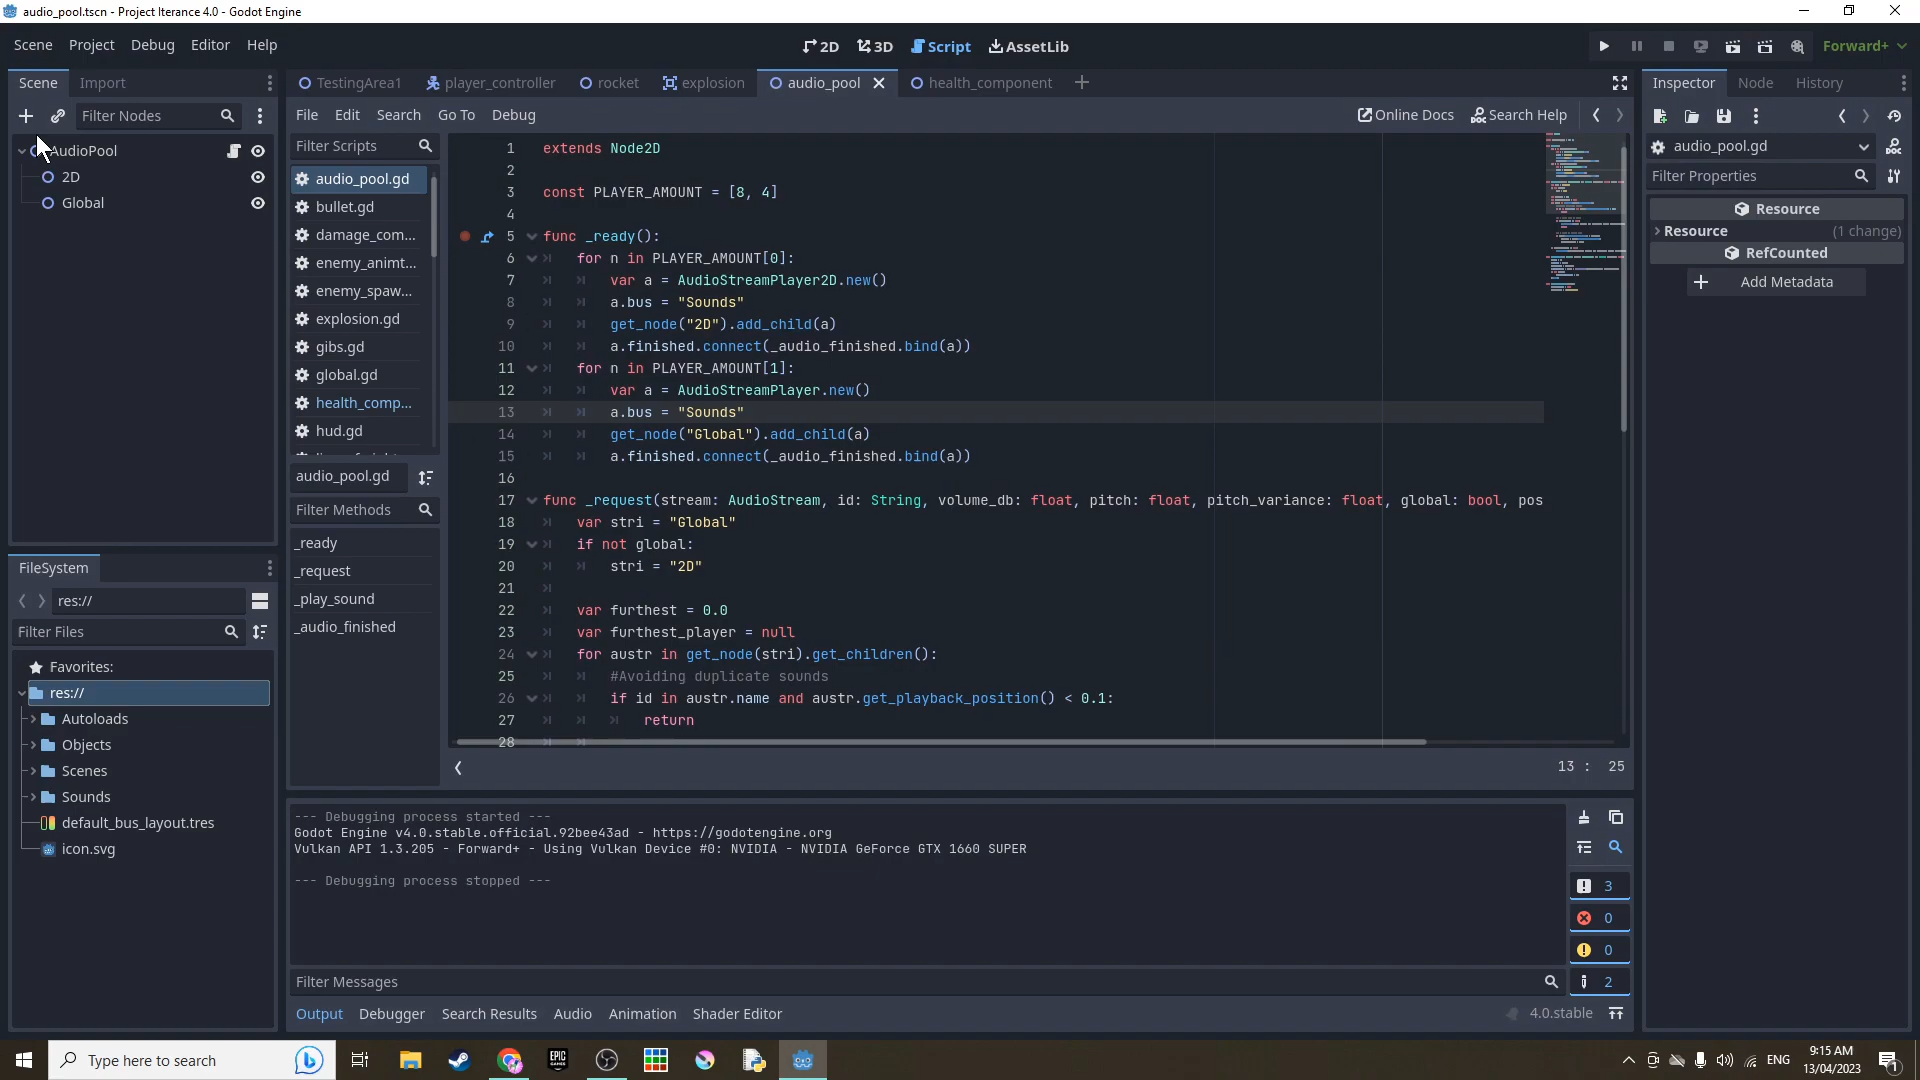 audio_pool.tscn - Project Iterance 4.0 - Godot Engine
Scene Project Debug Editor Help
2D 3D Script AssetLib
Forward+
Scene Import
TestingArea1 player_controller rocket explosion audio_pool health_component
Inspector Node History
Filter Nodes
File Edit Search Go To Debug
Online Docs Search Help
AudioPool
2D
Global
Filter Scripts
audio_pool.gd
bullet.gd
damage_com...
enemy_animt...
enemy_spaw...
explosion.gd
gibs.gd
global.gd
health_comp...
hud.gd
audio_pool.gd
Filter Methods
_ready
_request
_play_sound
_audio_finished
1 extends Node2D
2
3 const PLAYER_AMOUNT = [8, 4]
4
5 func _ready():
6 for n in PLAYER_AMOUNT[0]:
7 var a = AudioStreamPlayer2D.new()
8 a.bus = "Sounds"
9 get_node("2D").add_child(a)
10 a.finished.connect(_audio_finished.bind(a))
11 for n in PLAYER_AMOUNT[1]:
12 var a = AudioStreamPlayer.new()
13 a.bus = "Sounds"
14 get_node("Global").add_child(a)
15 a.finished.connect(_audio_finished.bind(a))
16
17 func _request(stream: AudioStream, id: String, volume_db: float, pitch: float, pitch_variance: float, global: bool, pos
18 var stri = "Global"
19 if not global:
20 stri = "2D"
21
22 var furthest = 0.0
23 var furthest_player = null
24 for austr in get_node(stri).get_children():
25 #Avoiding duplicate sounds
26 if id in austr.name and austr.get_playback_position() < 0.1:
27 return
28
13 : 25
audio_pool.gd
Filter Properties
Resource
Resource (1 change)
RefCounted
Add Metadata
FileSystem
res://
Filter Files
Favorites:
res://
Autoloads
Objects
Scenes
Sounds
default_bus_layout.tres
icon.svg
--- Debugging process started ---
Godot Engine v4.0.stable.official.92bee43ad - https://godotengine.org
Vulkan API 1.3.205 - Forward+ - Using Vulkan Device #0: NVIDIA - NVIDIA GeForce GTX 1660 SUPER
--- Debugging process stopped ---
3
0
0
2
Filter Messages
Output Debugger Search Results Audio Animation Shader Editor
4.0.stable
Type here to search
EPIC GAMES
ENG
9:15 AM
13/04/2023
1